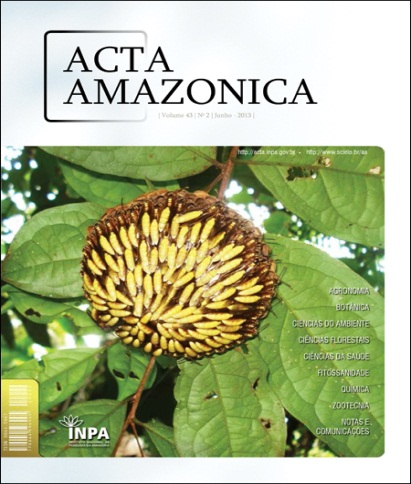 ACTA
AMAZONICA
| Volume 43 | Nº 2 | Junho - 2013 |
http://acta.inpa.gov.br • http://www.scielo.br/aa
AGRONOMIA
BOTÂNICA
CIÊNCIAS DO AMBIENTE
CIÊNCIAS FLORESTAIS
CIÊNCIAS DA SAÚDE
FITOSSANIDADE
QUÍMICA
ZOOTECNIA
NOTAS E
COMUNICAÇÕES
INPA